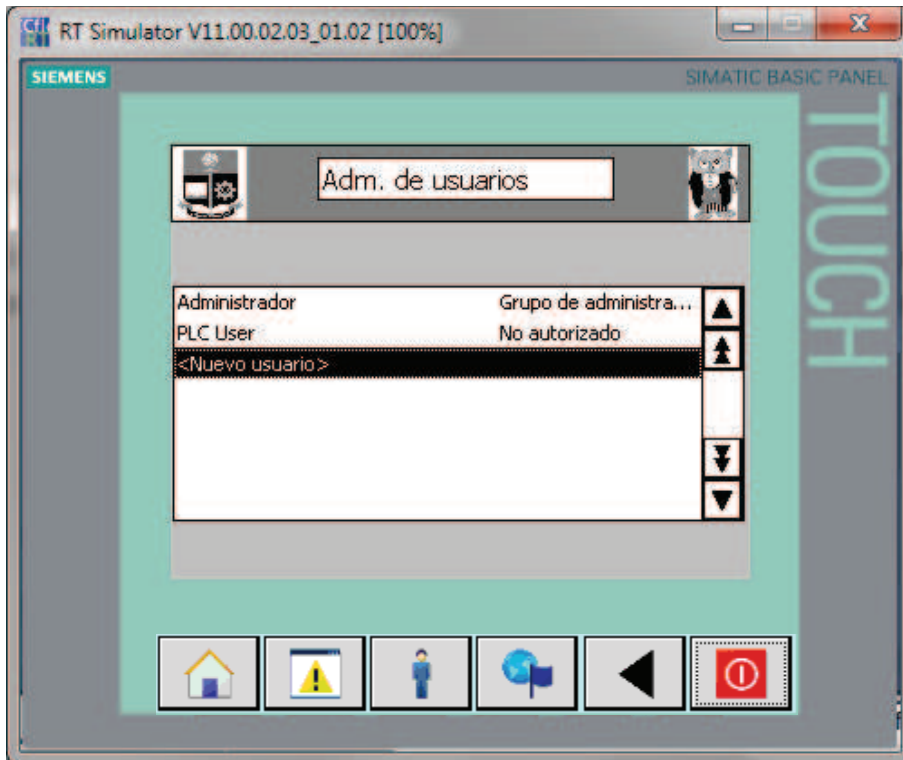 RT Simulator V11.00.02.03_01.02 [100%]
SIEMENS
SIMATIC BASIC PANEL
TOUCH
Adm. de usuarios
Administrador Grupo de administra...
PLC User No autorizado
<Nuevo usuario>